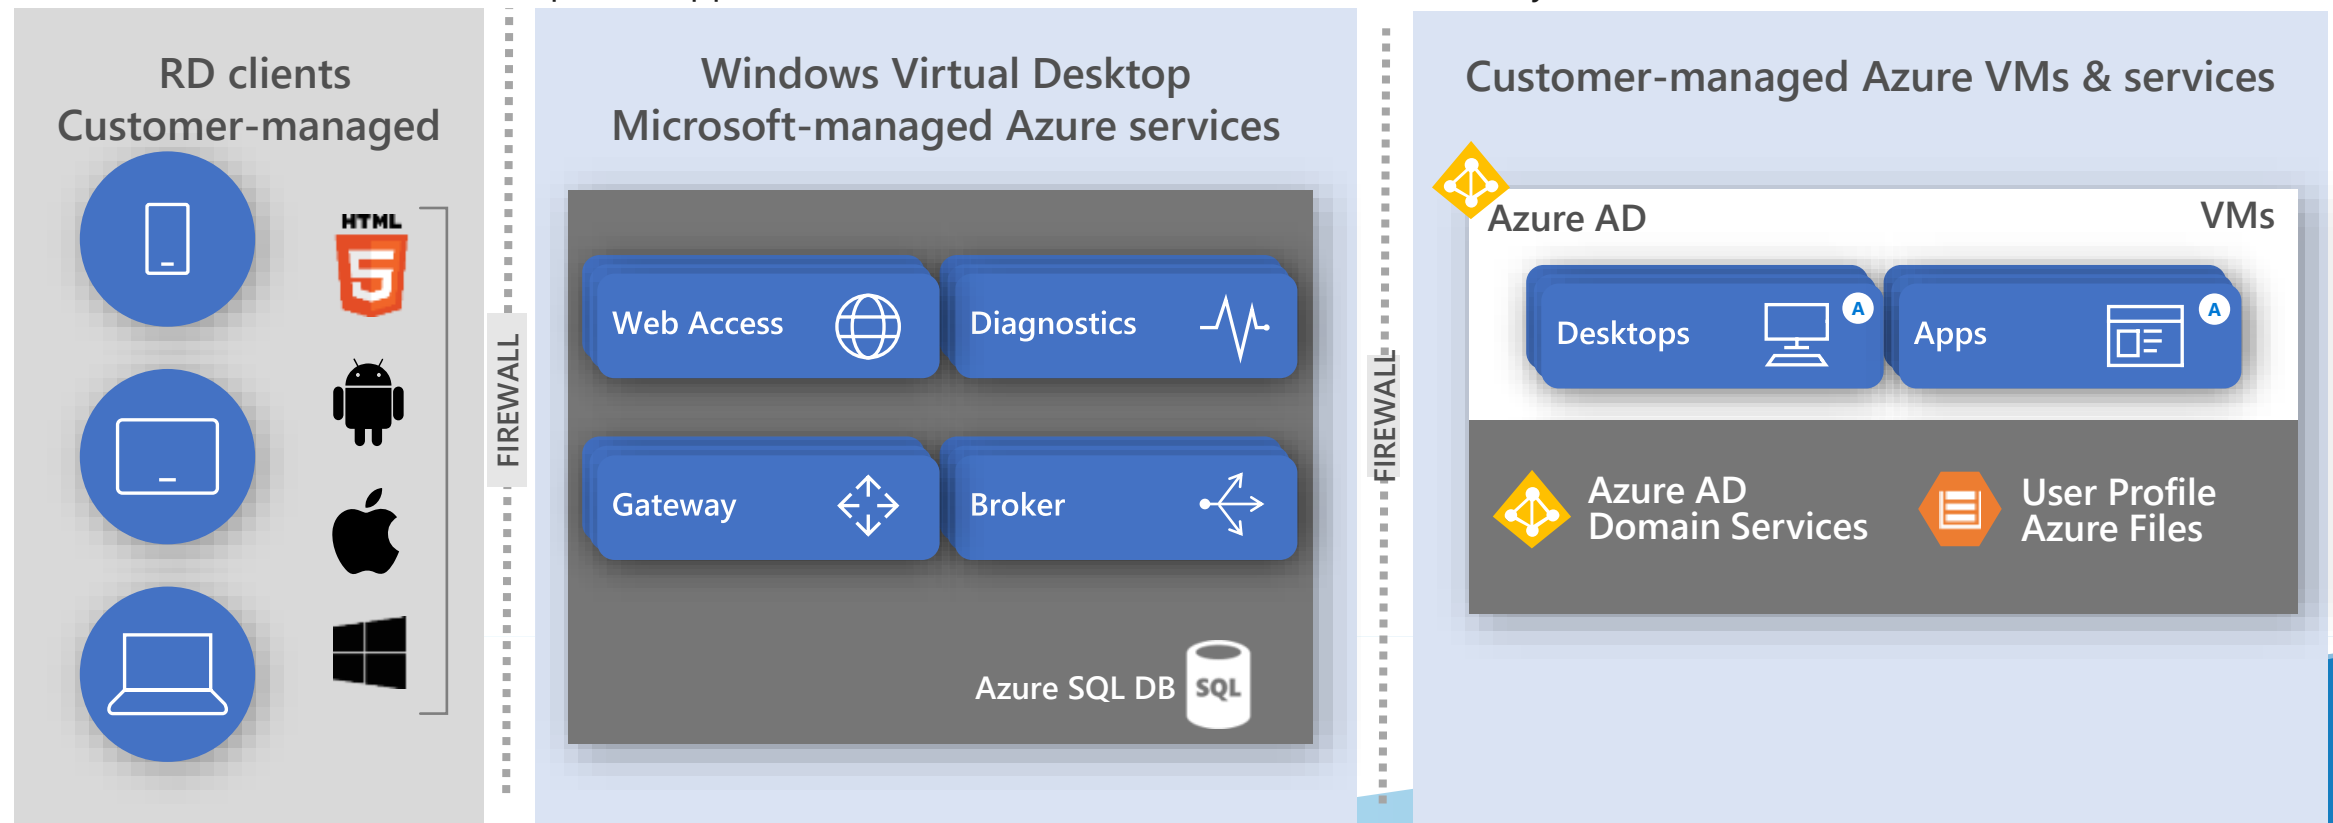 RD clients
Customer-managed
HTML
5
FIREWALL
Windows Virtual Desktop
Microsoft-managed Azure services
Web Access
Diagnostics
Gateway
Broker
Azure SQL DB
SQL
FIREWALL
Customer-managed Azure VMs & services
Azure AD
VMs
Desktops
A
Apps
A
Azure AD
Domain Services
User Profile
Azure Files